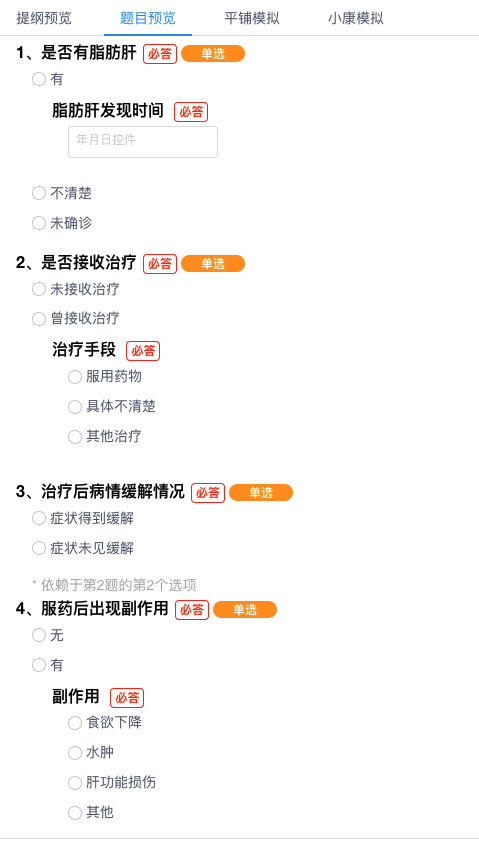 提纲预览 题目预览 平铺模拟 小康模拟
1、是否有脂肪肝 必答 单选
有
脂肪肝发现时间 必答
年月日控件
不清楚
未确诊
2、是否接收治疗 必答 单选
未接收治疗
曾接收治疗
治疗手段 必答
服用药物
具体不清楚
其他治疗
3、治疗后病情缓解情况 必答 单选
症状得到缓解
症状未见缓解
* 依赖于第2题的第2个选项
4、服药后出现副作用 必答 单选
无
有
副作用 必答
食欲下降
水肿
肝功能损伤
其他